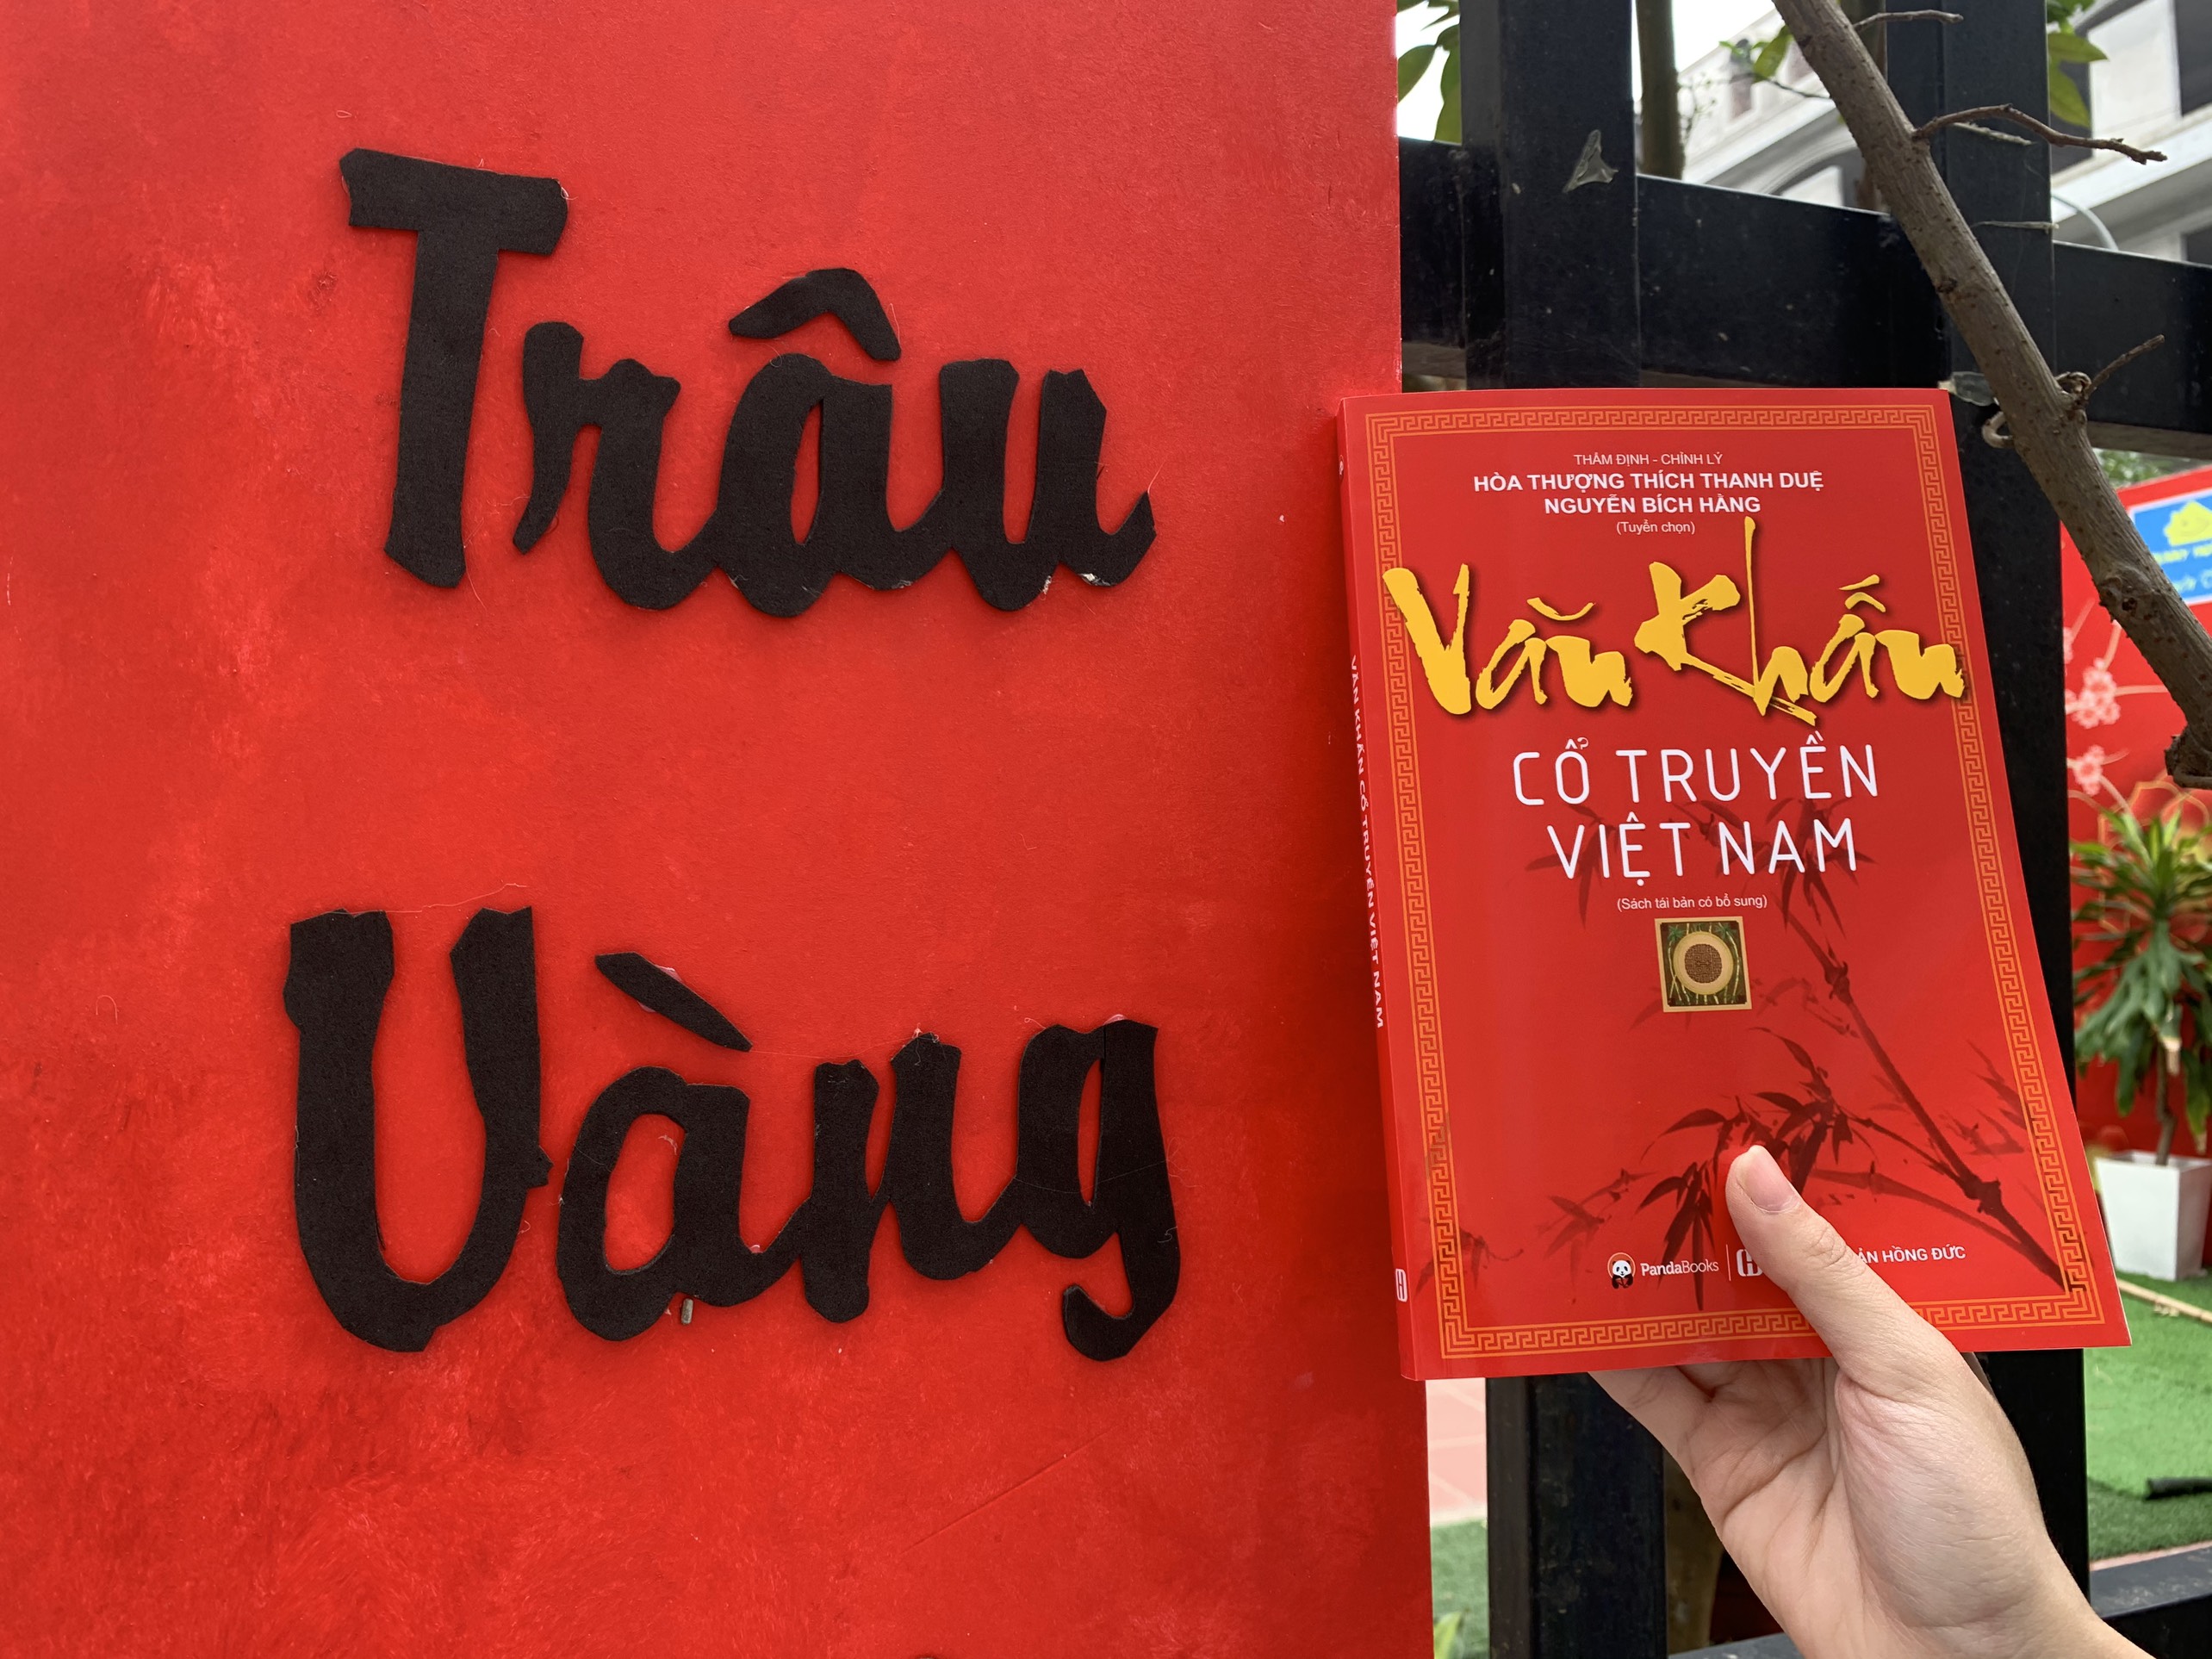 Trâu
Vàng
THẨM ĐỊNH - CHỈNH LÝ
HÒA THƯỢNG THÍCH THANH DUỆ
NGUYỄN BÍCH HẰNG
(Tuyển chọn)
Văn Khấn
CỔ TRUYỀN
VIỆT NAM
(Sách tái bản có bổ sung)
PandaBooks
HỒNG ĐỨC
VĂN KHẤN CỔ TRUYỀN VIỆT NAM